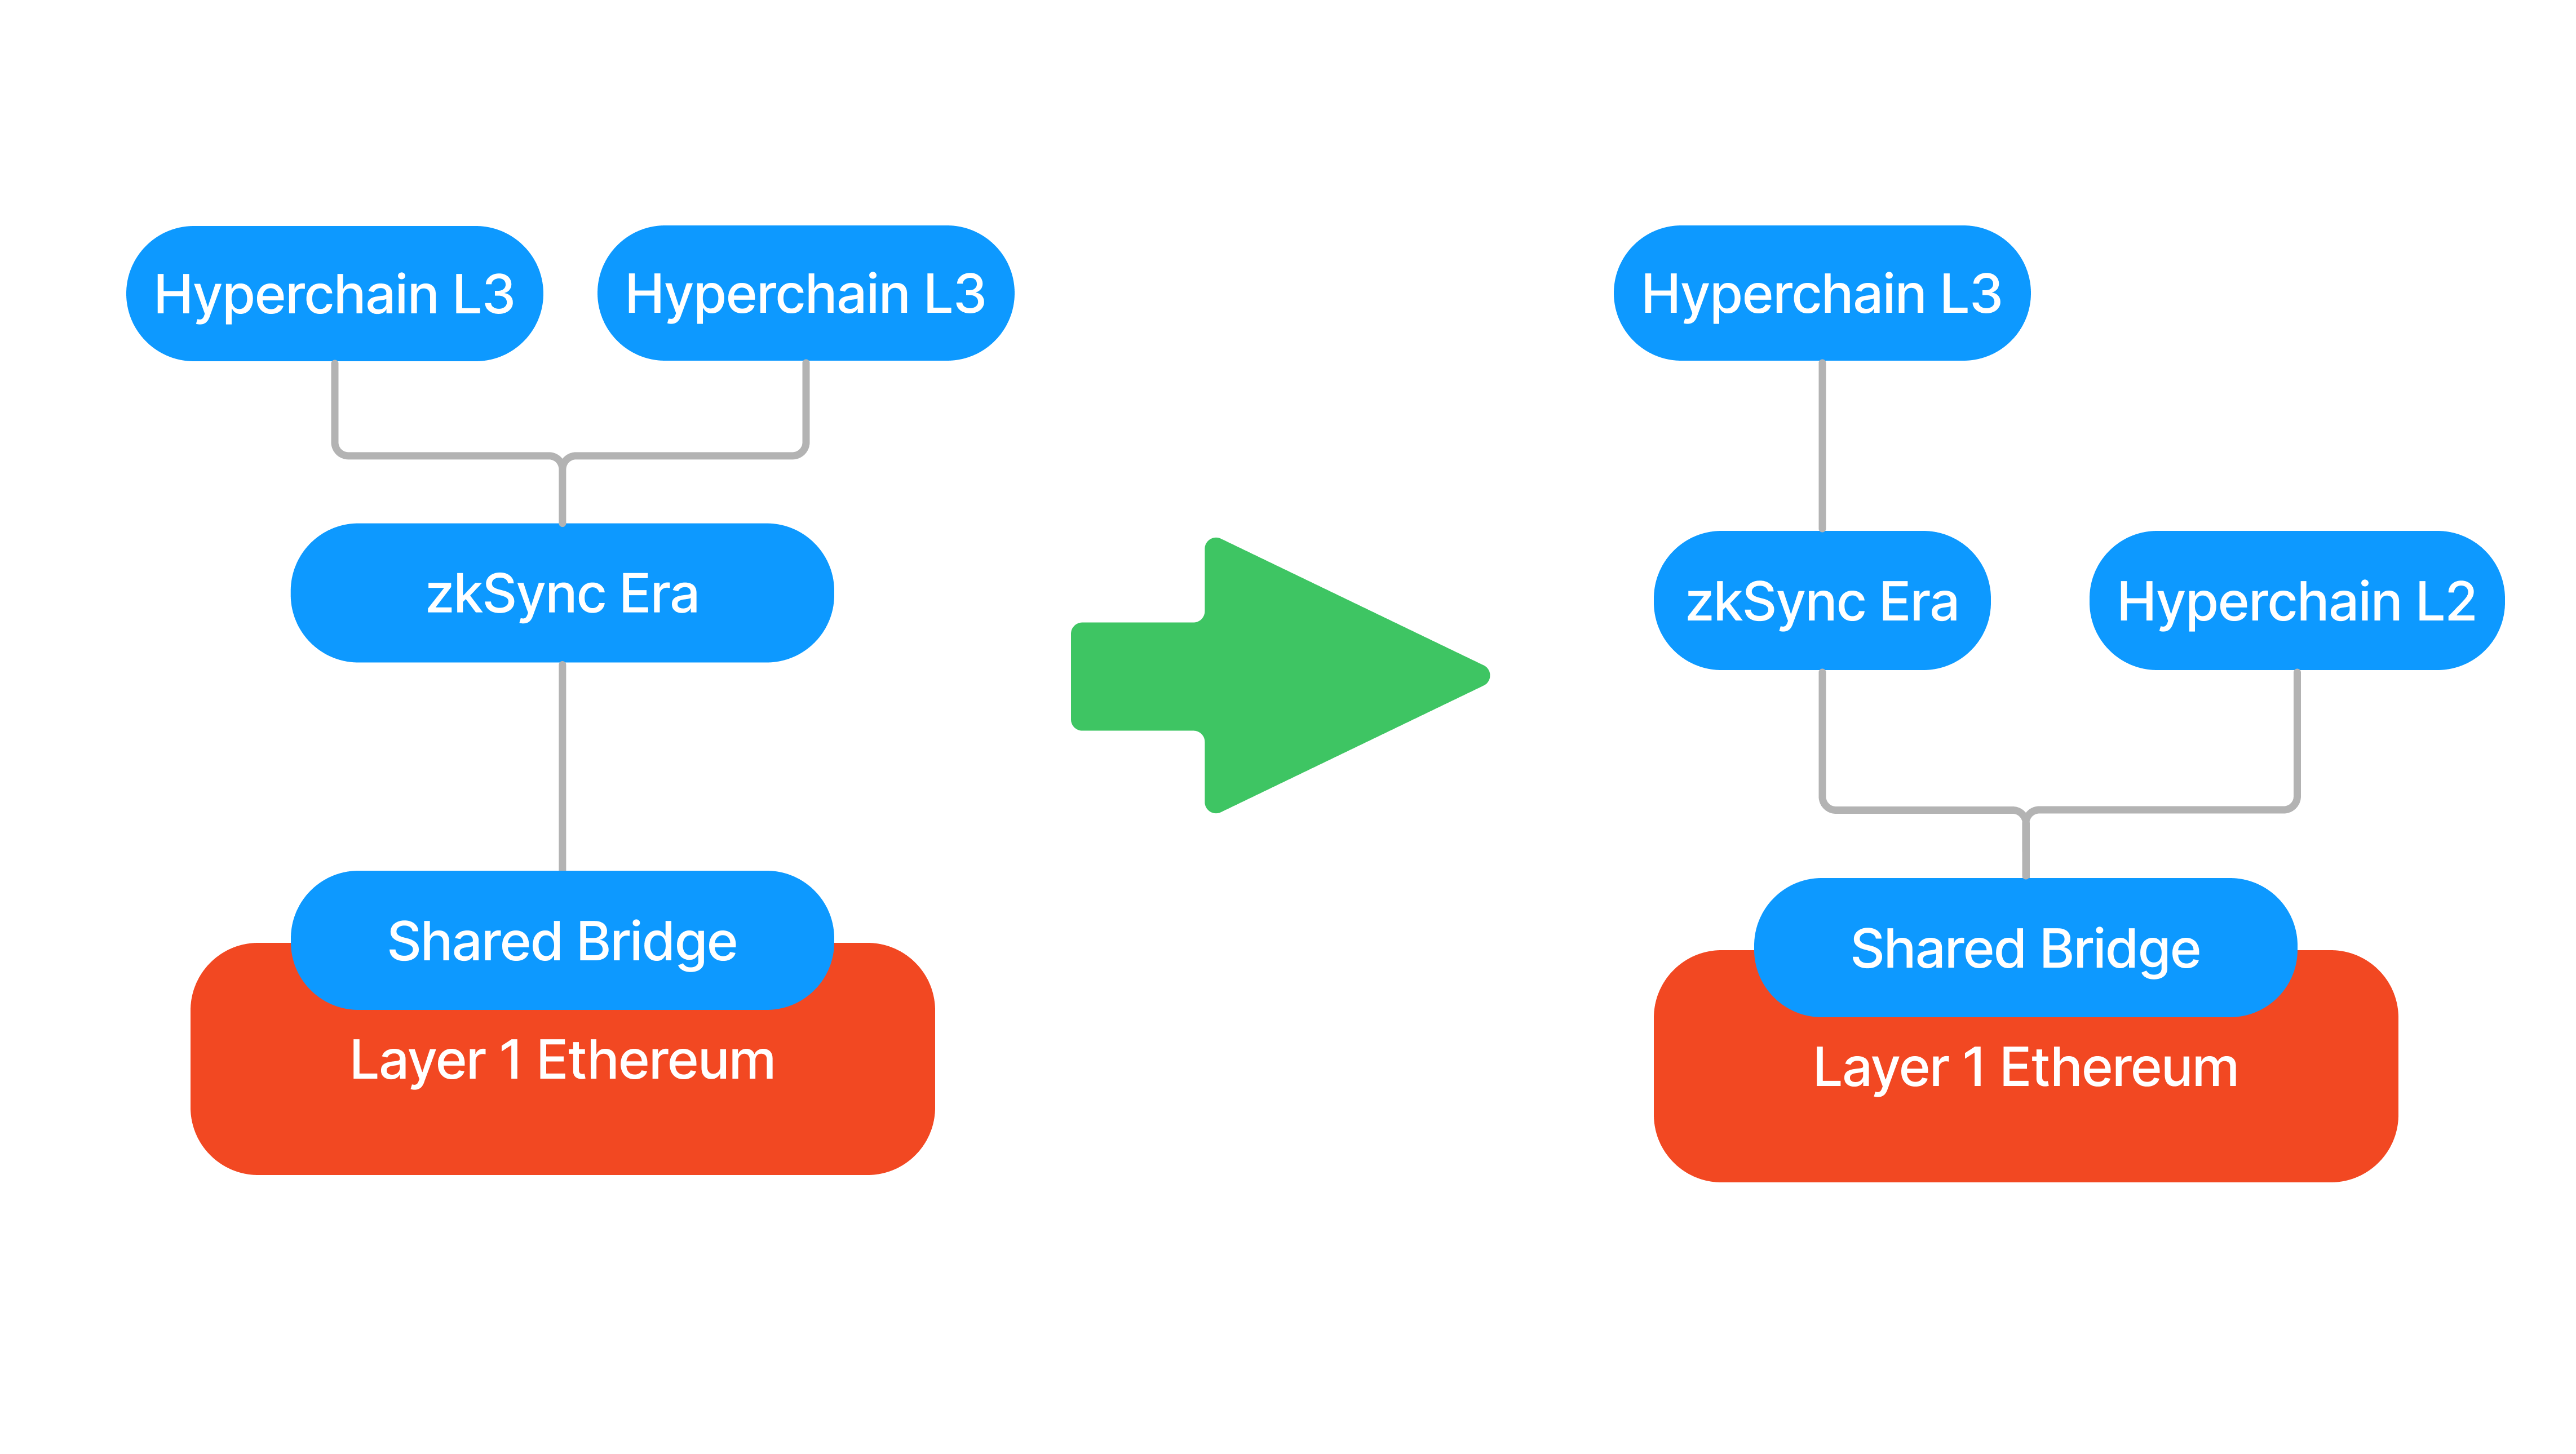 Hyperchain L3
Hyperchain L3
zkSync Era
Shared Bridge
Layer 1 Ethereum
Hyperchain L3
zkSync Era
Hyperchain L2
Shared Bridge
Layer 1 Ethereum